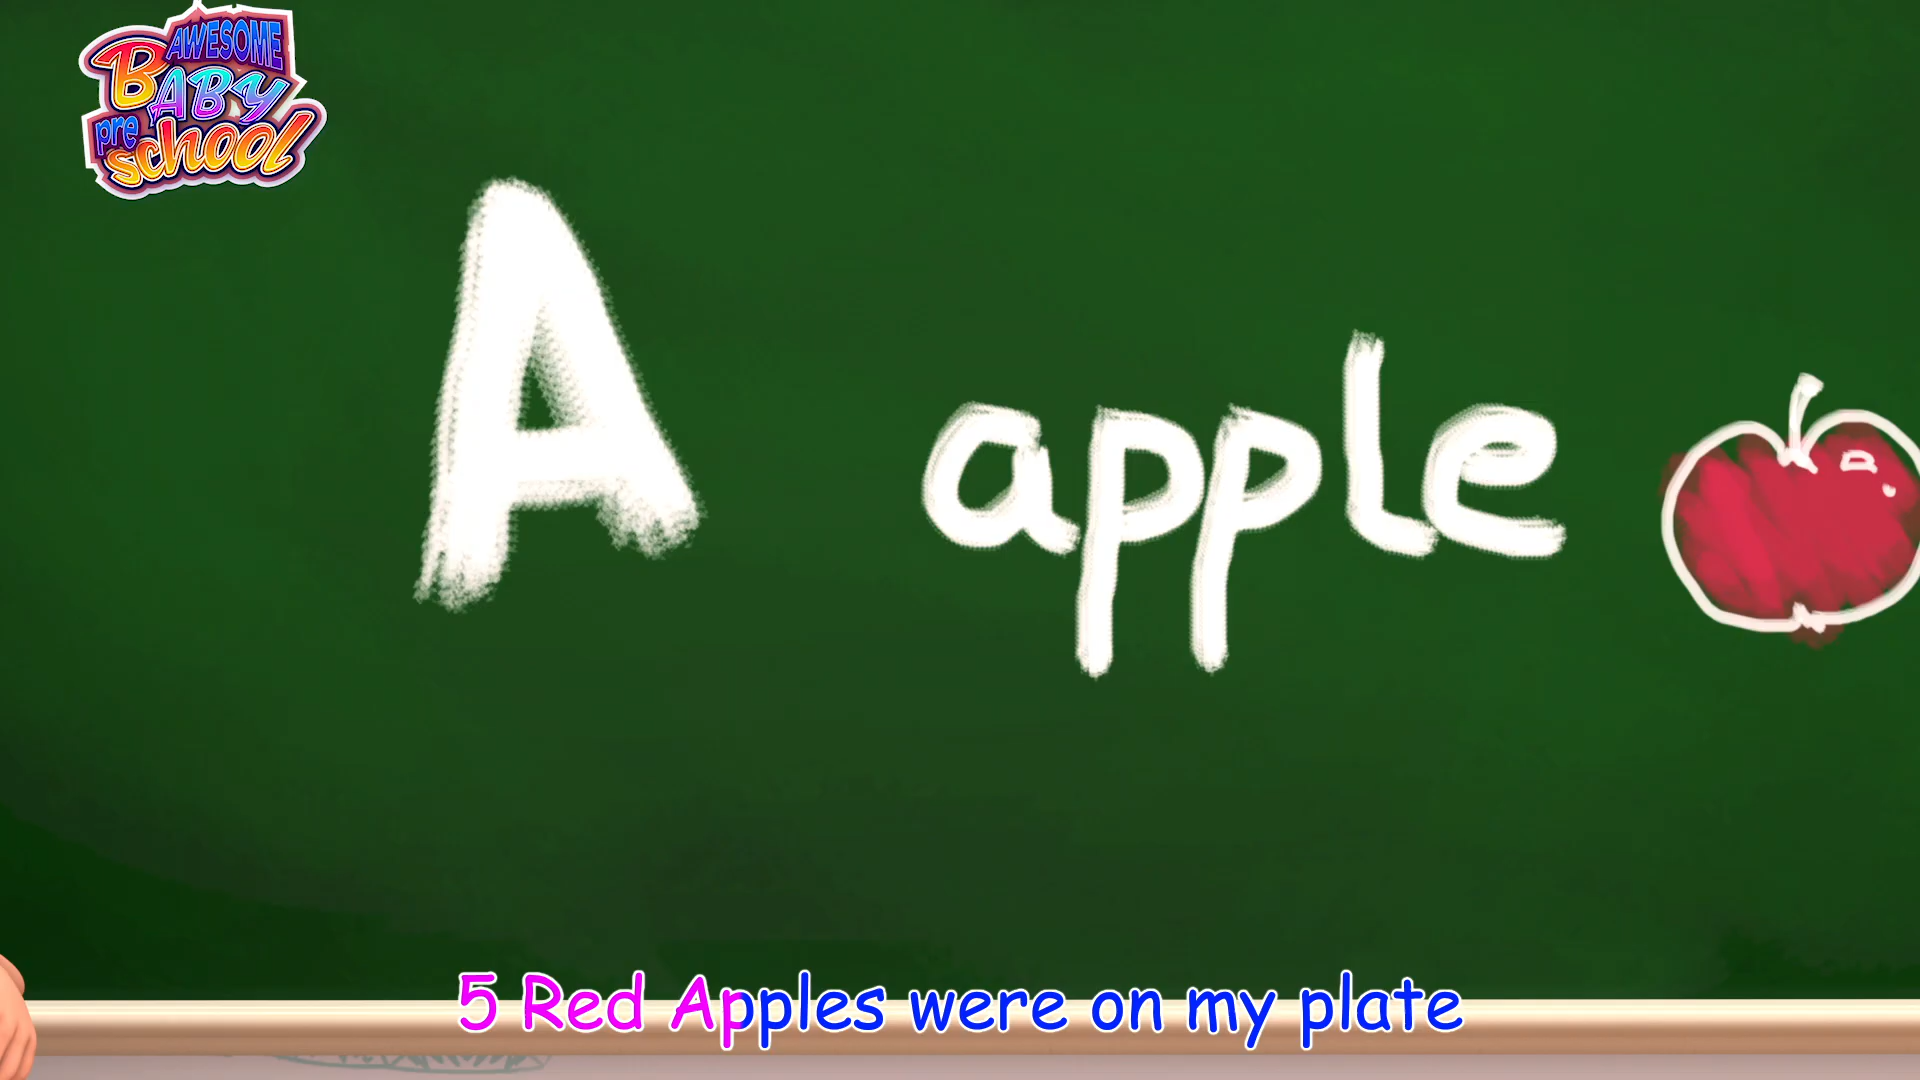 AWESOME
BABY
pre
school
A apple
5 Red Apples were on my plate